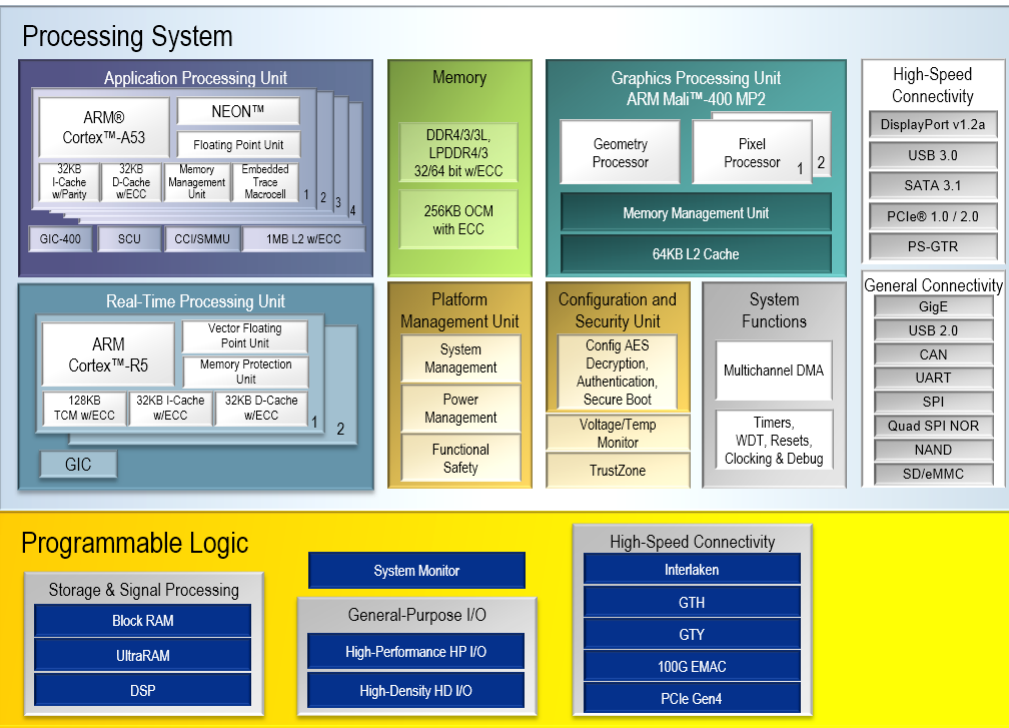 Processing System
Application Processing Unit
ARM®
Cortex™-A53
NEON™
Floating Point Unit
32KB
I-Cache
w/Parity
32KB
D-Cache
w/ECC
Memory
Management
Unit
Embedded
Trace
Macrocell
1
2
3
4
GIC-400
SCU
CCI/SMMU
1MB L2 w/ECC
Memory
DDR4/3/3L,
LPDDR4/3
32/64 bit w/ECC
256KB OCM
with ECC
Graphics Processing Unit
ARM Mali™-400 MP2
Geometry
Processor
Pixel
Processor
1
2
Memory Management Unit
64KB L2 Cache
High-Speed
Connectivity
DisplayPort v1.2a
USB 3.0
SATA 3.1
PCIe® 1.0 / 2.0
PS-GTR
Real-Time Processing Unit
ARM
Cortex™-R5
Vector Floating
Point Unit
Memory Protection
Unit
128KB
TCM w/ECC
32KB I-Cache
w/ECC
32KB D-Cache
w/ECC
1
2
GIC
Platform
Management Unit
System
Management
Power
Management
Functional
Safety
Configuration and
Security Unit
Config AES
Decryption,
Authentication,
Secure Boot
Voltage/Temp
Monitor
TrustZone
System
Functions
Multichannel DMA
Timers,
WDT, Resets,
Clocking & Debug
General Connectivity
GigE
USB 2.0
CAN
UART
SPI
Quad SPI NOR
NAND
SD/eMMC
Programmable Logic
Storage & Signal Processing
Block RAM
UltraRAM
DSP
System Monitor
General-Purpose I/O
High-Performance HP I/O
High-Density HD I/O
High-Speed Connectivity
Interlaken
GTH
GTY
100G EMAC
PCIe Gen4